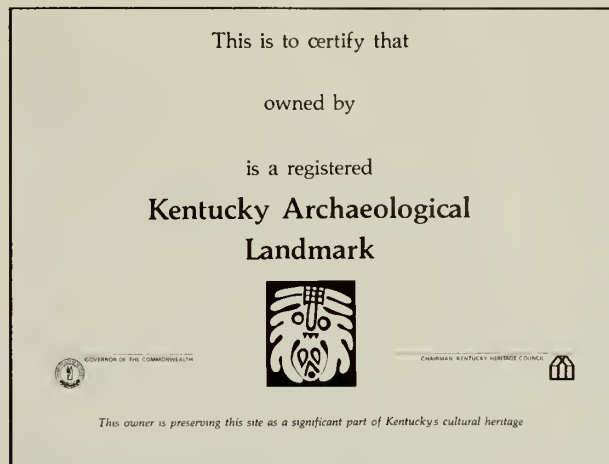 This is to certify that
owned by
is a registered
Kentucky Archaeological
Landmark
GOVERNOR OF THE COMMONWEALTH
CHAIRMAN, KENTUCKY HERITAGE COUNCIL
This owner is preserving this site as a significant part of Kentuckys cultural heritage